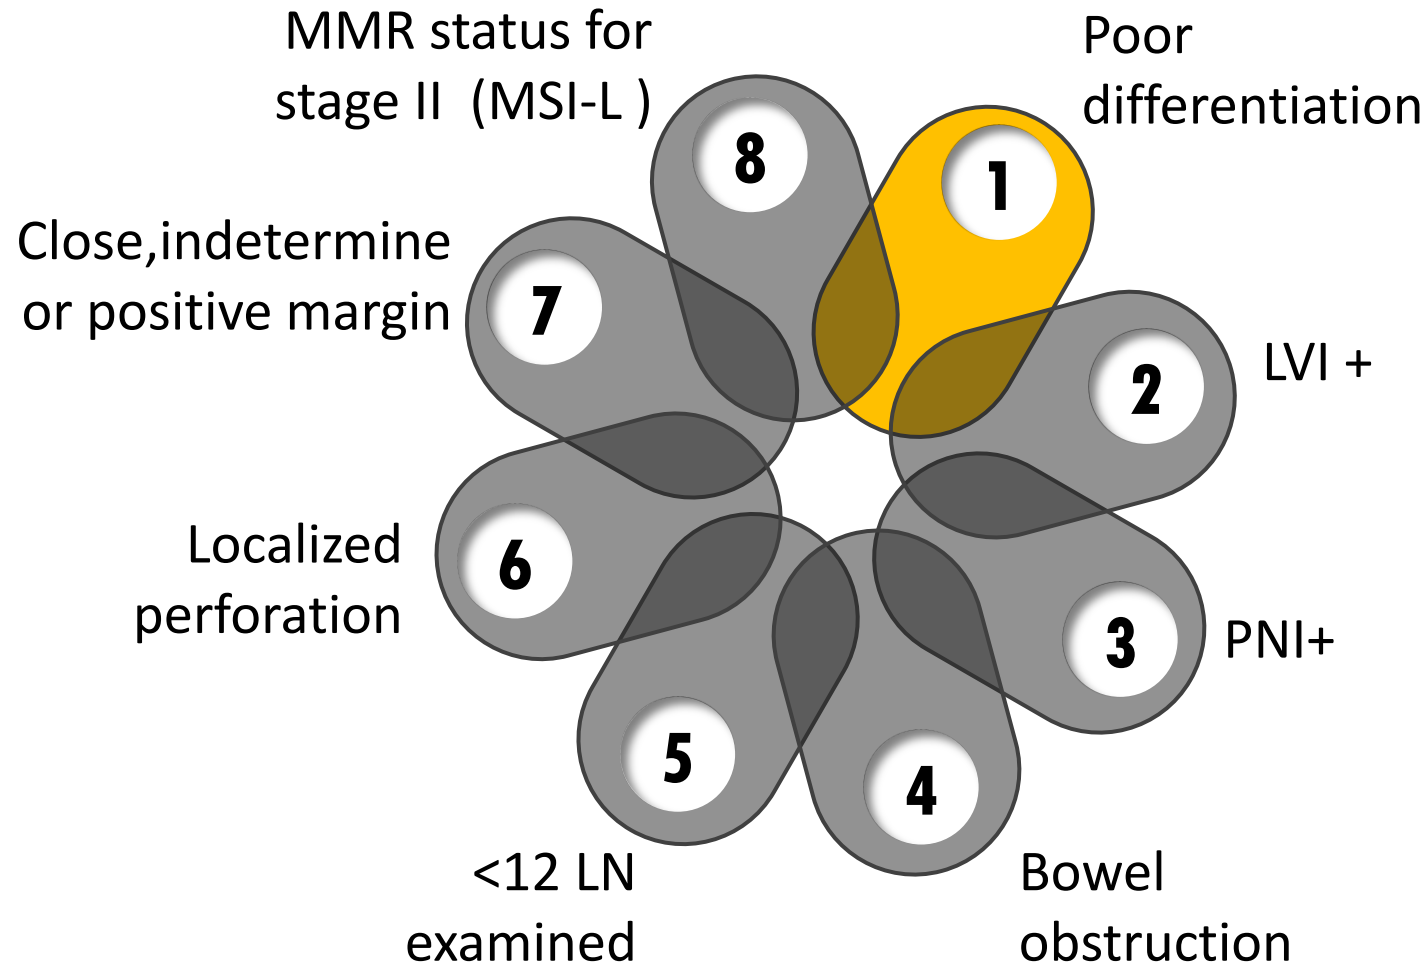 MMR status for
stage II (MSI-L )
8
1
Poor
differentiation
2
LVI +
3
PNI+
4
Bowel
obstruction
5
<12 LN
examined
6
Localized
perforation
7
Close,indetermine
or positive margin